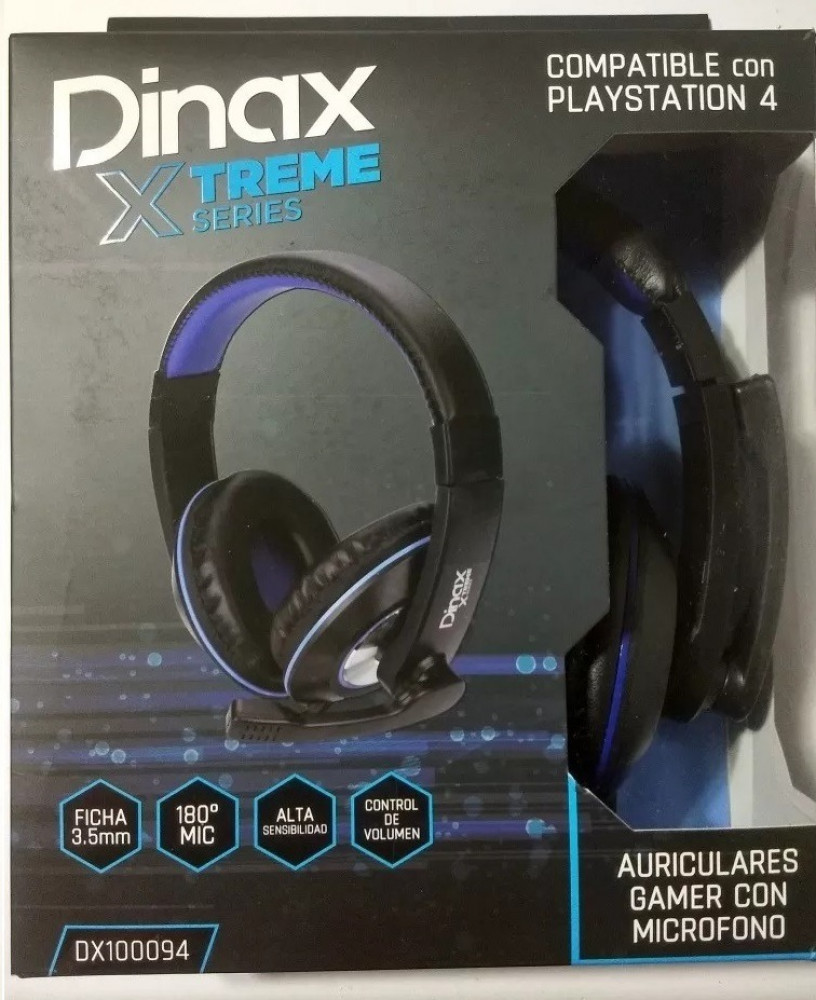 Dinax
XTREME
SERIES
COMPATIBLE con
PLAYSTATION 4
Dinax
XTREME
FICHA
3.5mm
180°
MIC
ALTA
SENSIBILIDAD
CONTROL
DE
VOLUMEN
AURICULARES
GAMER CON
MICROFONO
DX100094